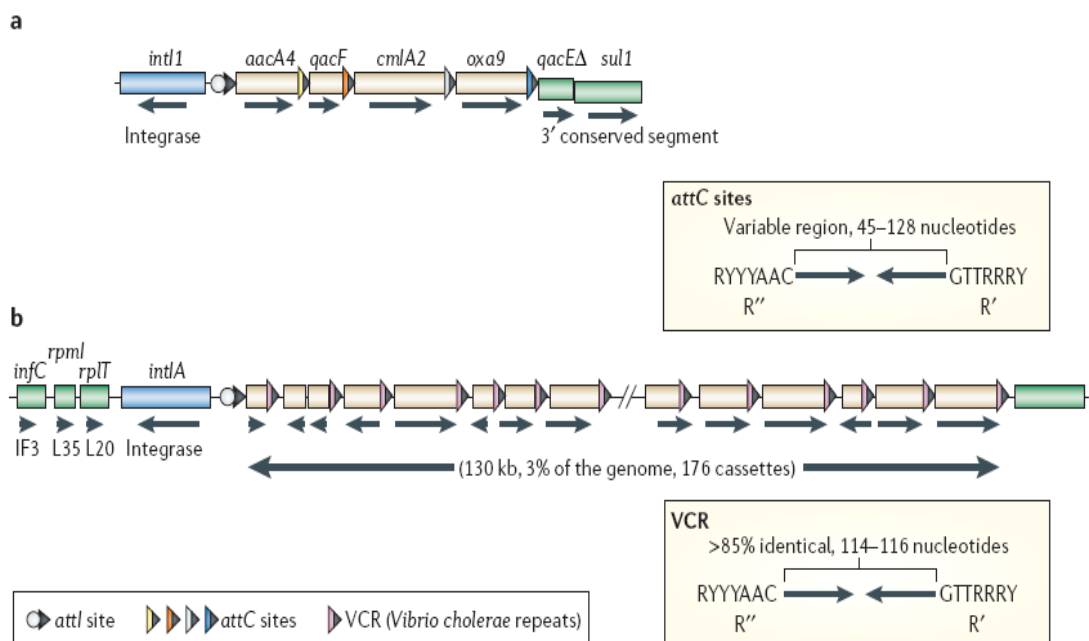 a
intI1 aacA4 qacF cmlA2 oxa9 qacEΔ sul1
Integrase
3′ conserved segment
attC sites
Variable region, 45–128 nucleotides
RYYYAAC GTTRRRY
R″ R′
b
infC rpmI rplT intIA
IF3 L35 L20 Integrase
(130 kb, 3% of the genome, 176 cassettes)
VCR
>85% identical, 114–116 nucleotides
RYYYAAC GTTRRRY
R″ R′
attI site attC sites VCR (Vibrio cholerae repeats)